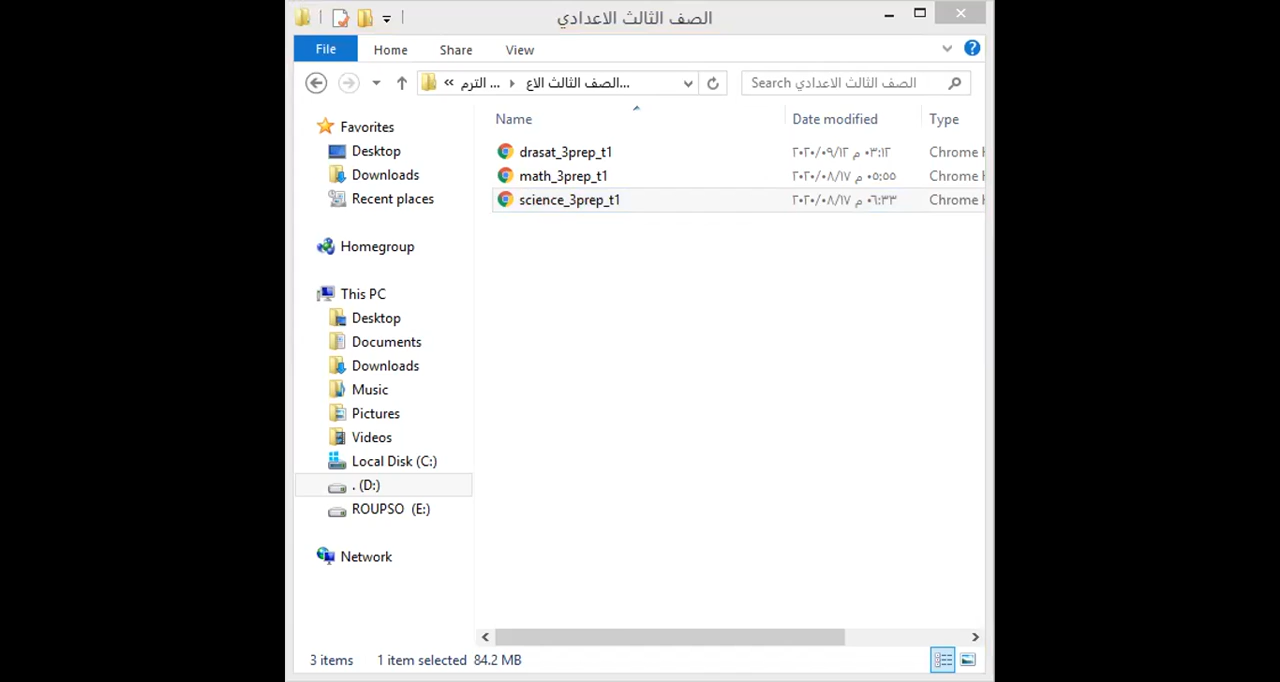 الصف الثالث الاعدادي
File Home Share View
« الترم ... الصف الثالث الاع...
Search الصف الثالث الاعدادي
Name Date modified Type
Favorites
Desktop
Downloads
Recent places
Homegroup
This PC
Desktop
Documents
Downloads
Music
Pictures
Videos
Local Disk (C:)
. (D:)
ROUPSO (E:)
Network
drasat_3prep_t1 ٠٣:١٢ م ٢٠٢٠/٠٩/١٢ Chrome
math_3prep_t1 ٠٥:٥٥ م ٢٠٢٠/٠٨/١٧ Chrome
science_3prep_t1 ٠٦:٣٣ م ٢٠٢٠/٠٨/١٧ Chrome
3 items 1 item selected 84.2 MB